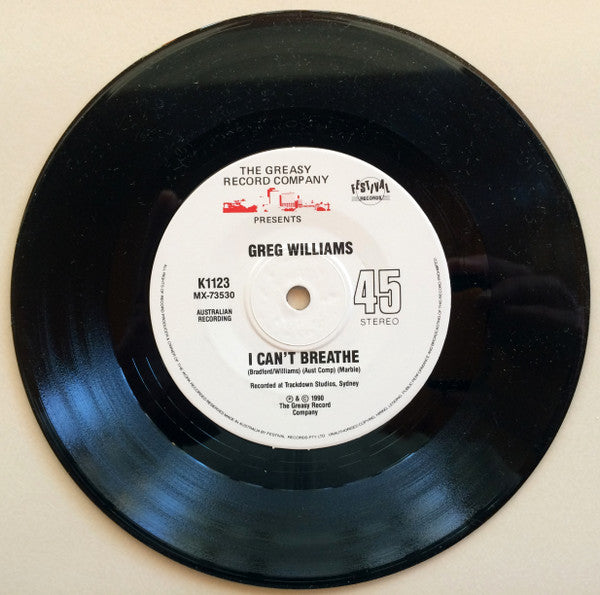 THE GREASY
RECORD COMPANY
PRESENTS
FESTIVAL
RECORDS
GREG WILLIAMS
K1123
MX-73530
45
STEREO
AUSTRALIAN
RECORDING
I CAN'T BREATHE
(Bradford/Williams) (Aust Comp) (Marbie)
Recorded at Trackdown Studios, Sydney
Ⓟ & © 1990
The Greasy Record
Company